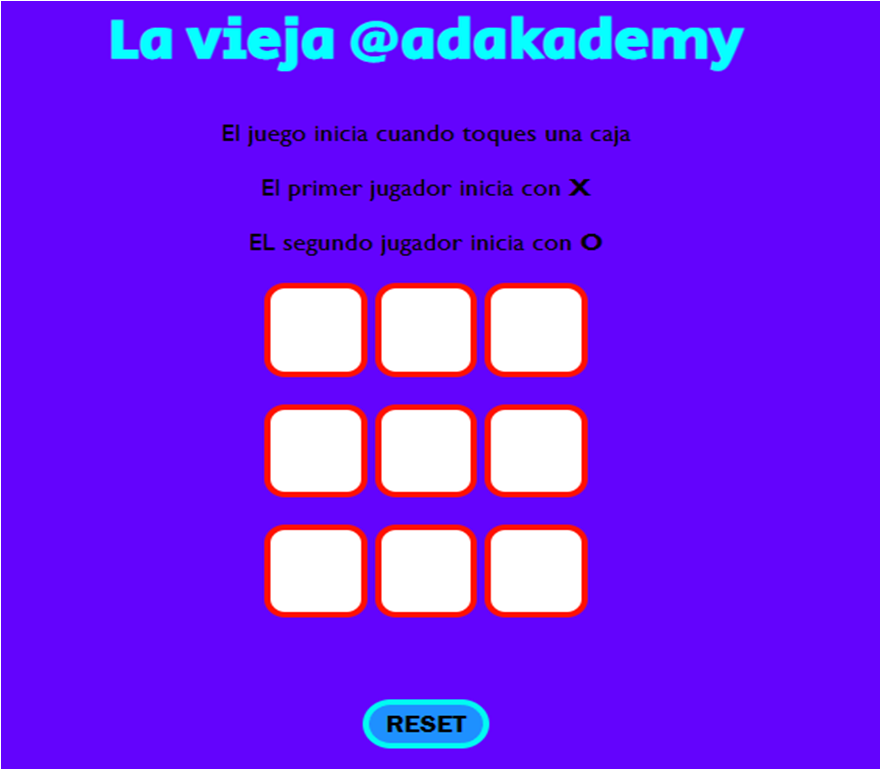 La vieja @adakademy
El juego inicia cuando toques una caja
El primer jugador inicia con X
EL segundo jugador inicia con O
RESET